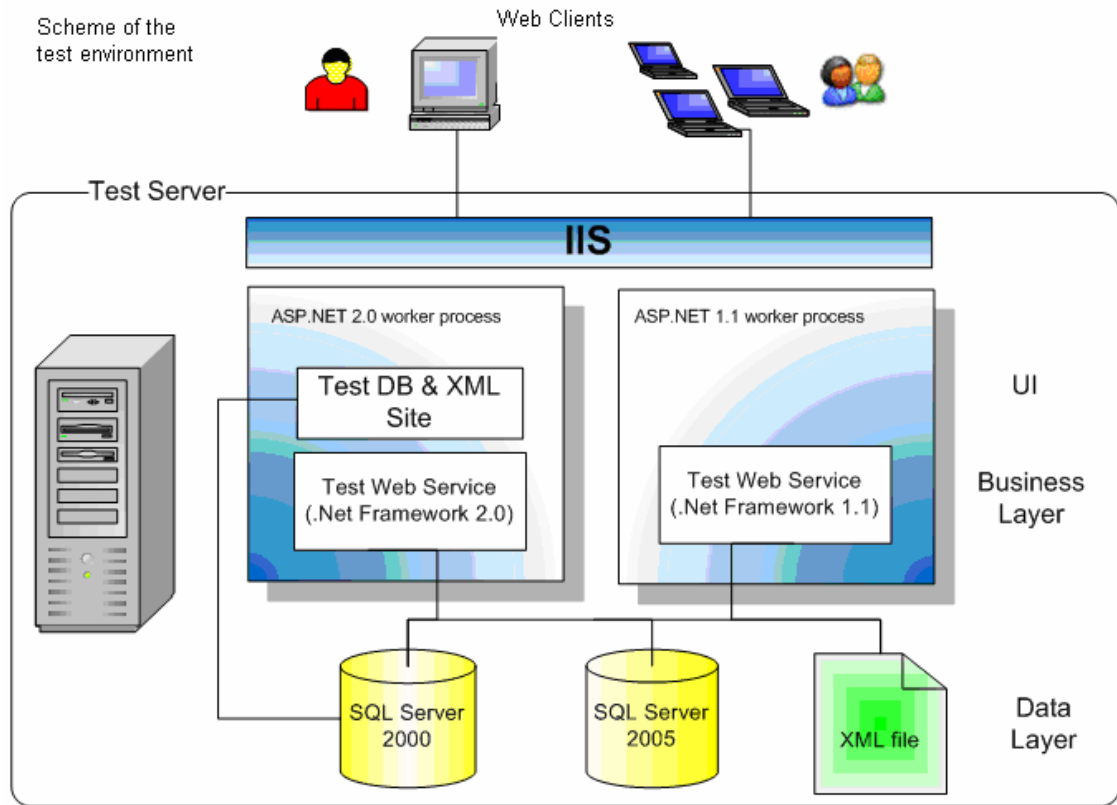 Scheme of the
test environment
Web Clients
Test Server
IIS
ASP.NET 2.0 worker process
ASP.NET 1.1 worker process
Test DB & XML
Site
UI
Test Web Service
(.Net Framework 2.0)
Test Web Service
(.Net Framework 1.1)
Business
Layer
SQL Server
2000
SQL Server
2005
XML file
Data
Layer